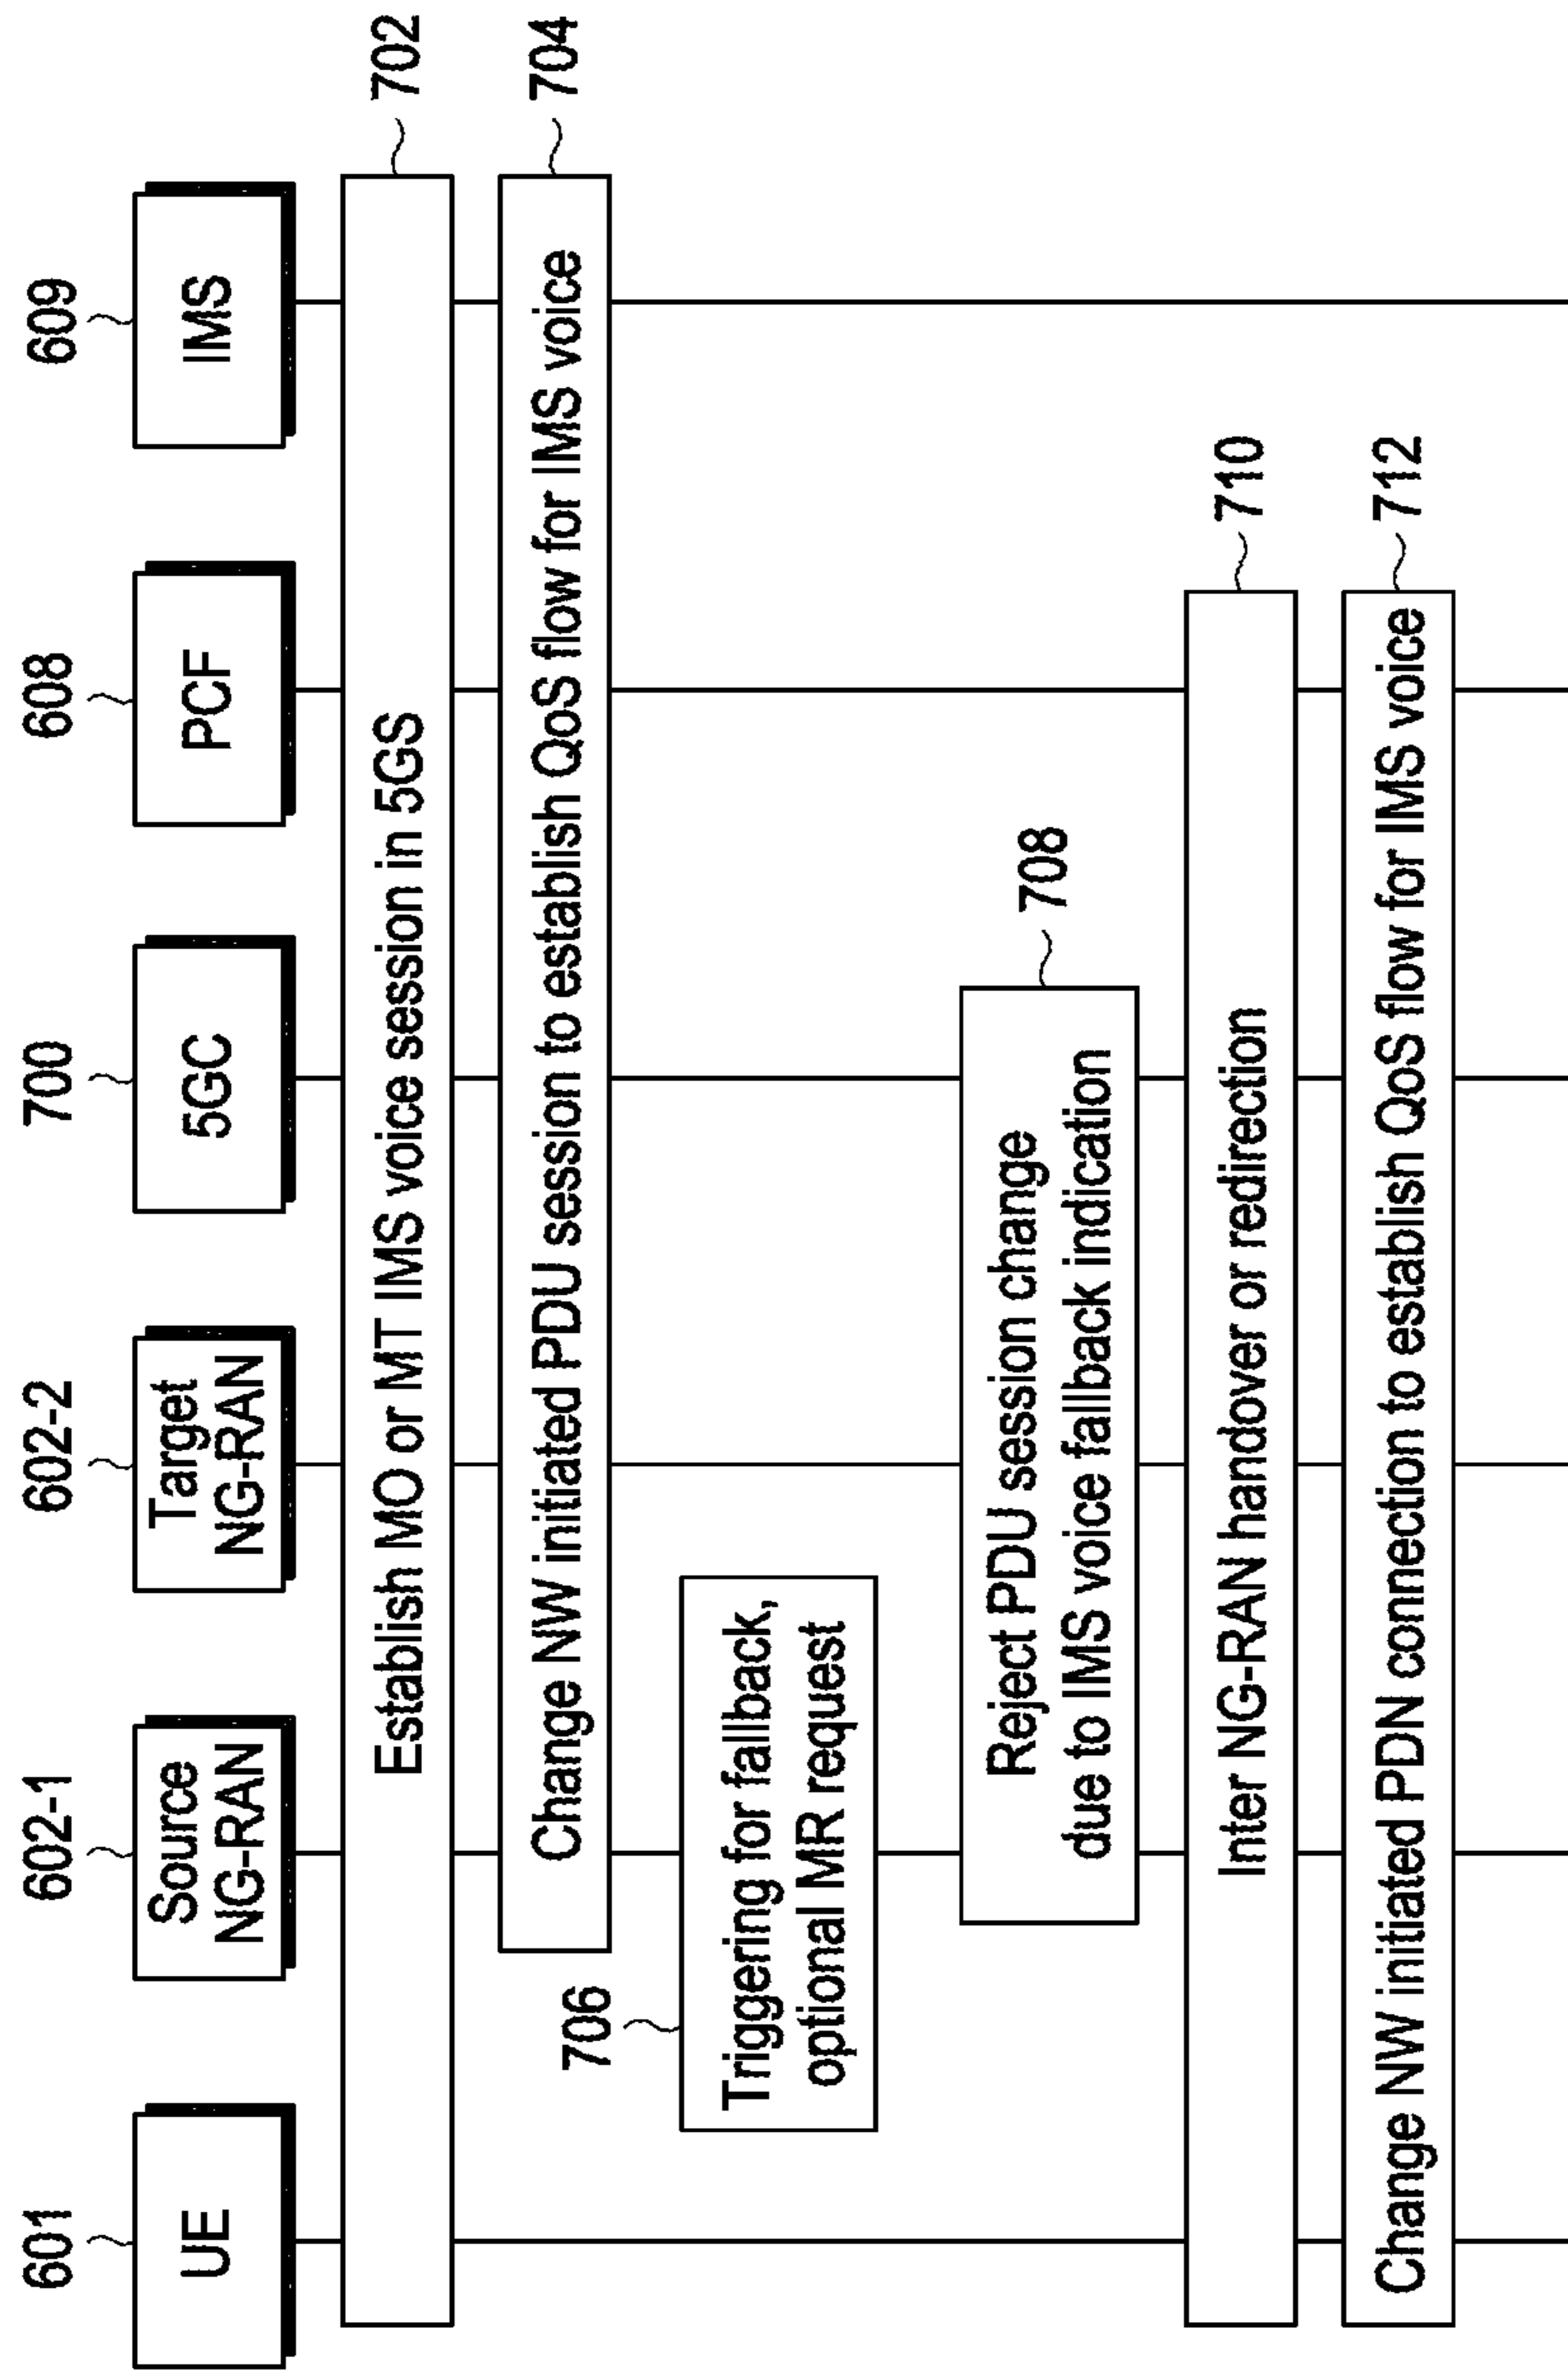 601
602-1
602-2
700
608
609
UE
Source
NG-RAN
Target
NG-RAN
5GC
PCF
IMS
Establish MO or MT IMS voice session in 5GS
702
Change NW initiated PDU session to establish QoS flow for IMS voice
704
706
Triggering for fallback,
optional MR request
708
Reject PDU session change
due to IMS voice fallback indication
Inter NG-RAN handover or redirection
710
Change NW initiated PDN connection to establish QoS flow for IMS voice
712